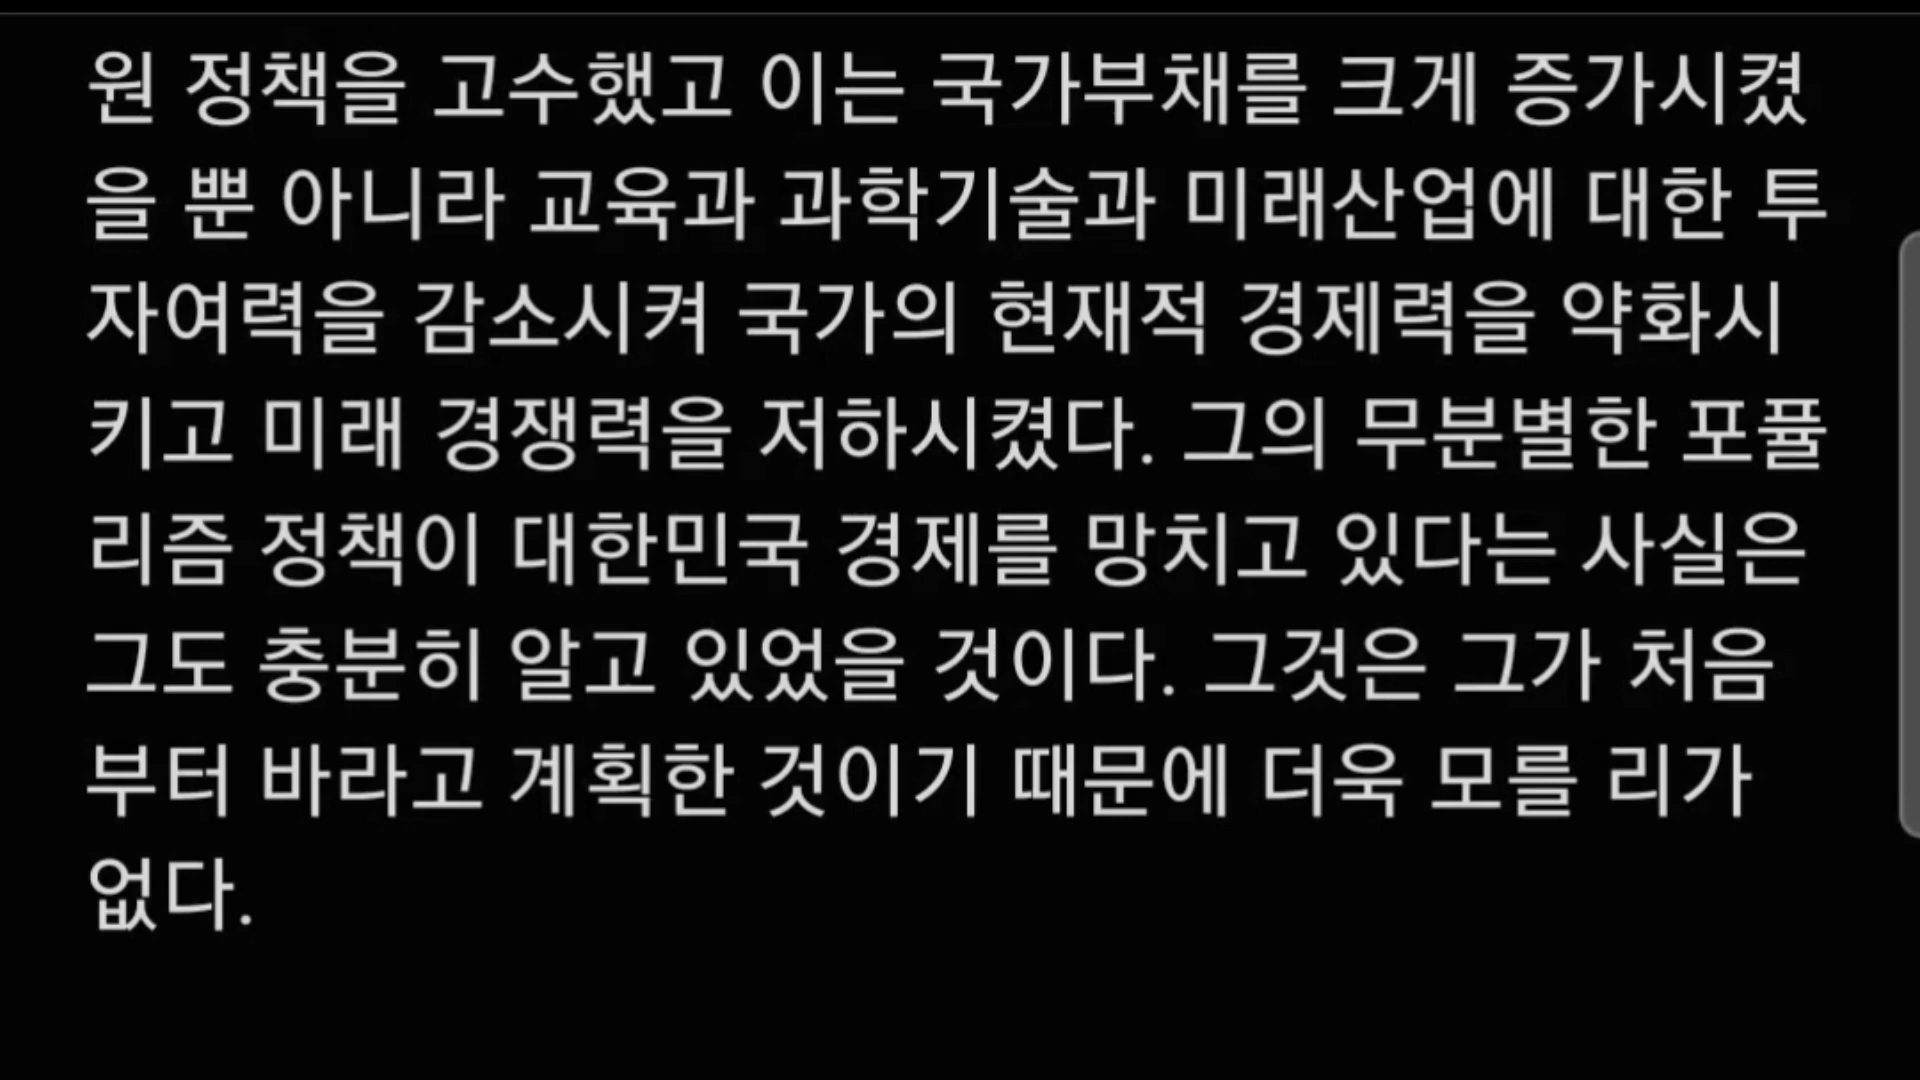 원 정책을 고수했고 이는 국가부채를 크게 증가시켰
을 뿐 아니라 교육과 과학기술과 미래산업에 대한 투
자여력을 감소시켜 국가의 현재적 경제력을 약화시
키고 미래 경쟁력을 저하시켰다. 그의 무분별한 포퓰
리즘 정책이 대한민국 경제를 망치고 있다는 사실은
그도 충분히 알고 있었을 것이다. 그것은 그가 처음
부터 바라고 계획한 것이기 때문에 더욱 모를 리가
없다.